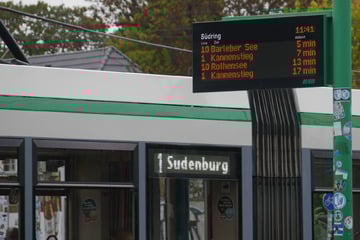 Südring 11:41
10 Barleber See 5 min
1 Kannenstieg 7 min
10 Rothensee 13 min
1 Kannenstieg 17 min
1 Sudenburg